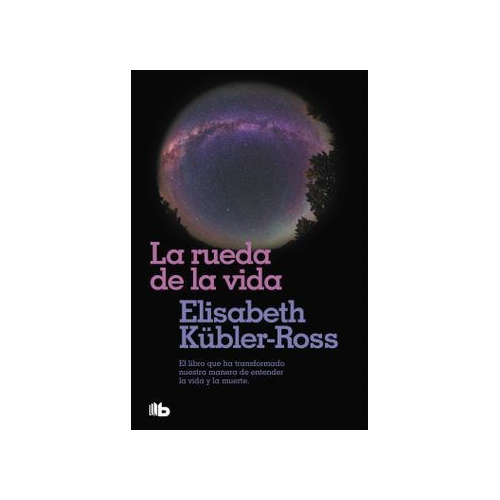 La rueda
de la vida
Elisabeth
Kübler-Ross
El libro que ha transformado
nuestra manera de entender
la vida y la muerte.
b